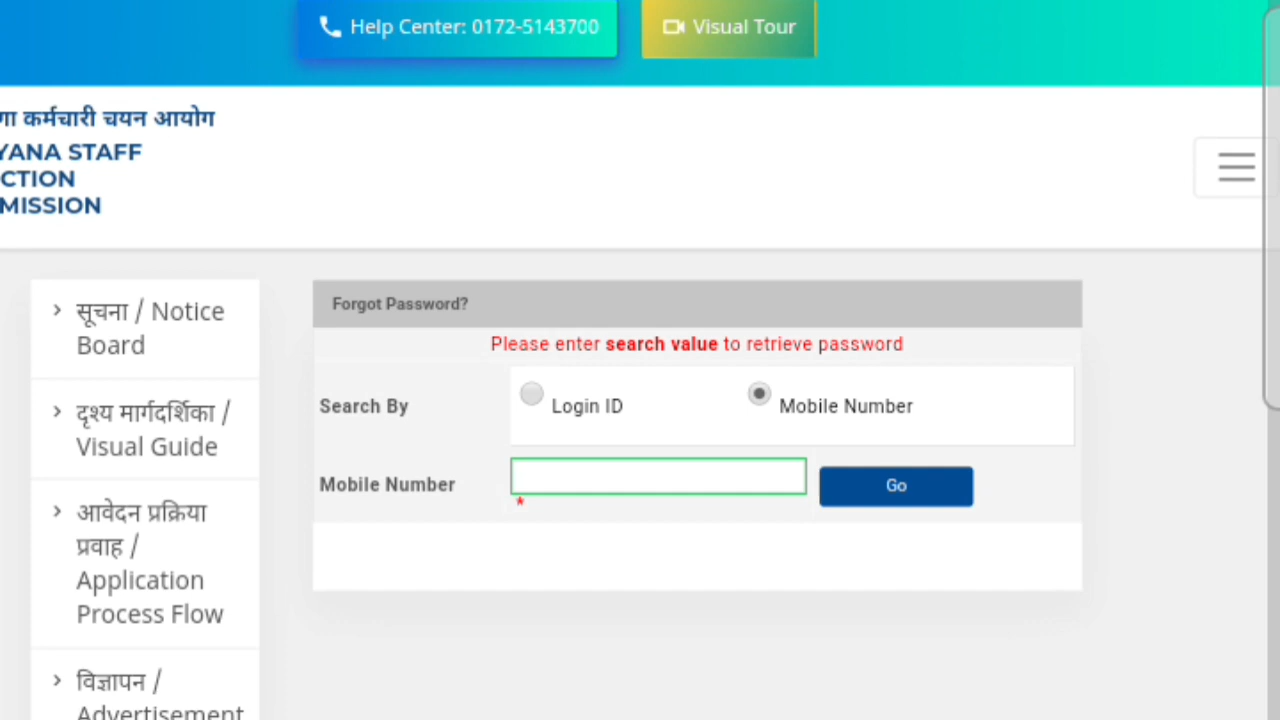 Help Center: 0172-5143700
Visual Tour
कर्मचारी चयन आयोग
YANA STAFF
CTION
MISSION
Forgot Password?
Please enter search value to retrieve password
Search By
Login ID
Mobile Number
Mobile Number
*
Go
सूचना / Notice
Board
दृश्य मार्गदर्शिका /
Visual Guide
आवेदन प्रक्रिया
प्रवाह /
Application
Process Flow
विज्ञापन /
Advertisement